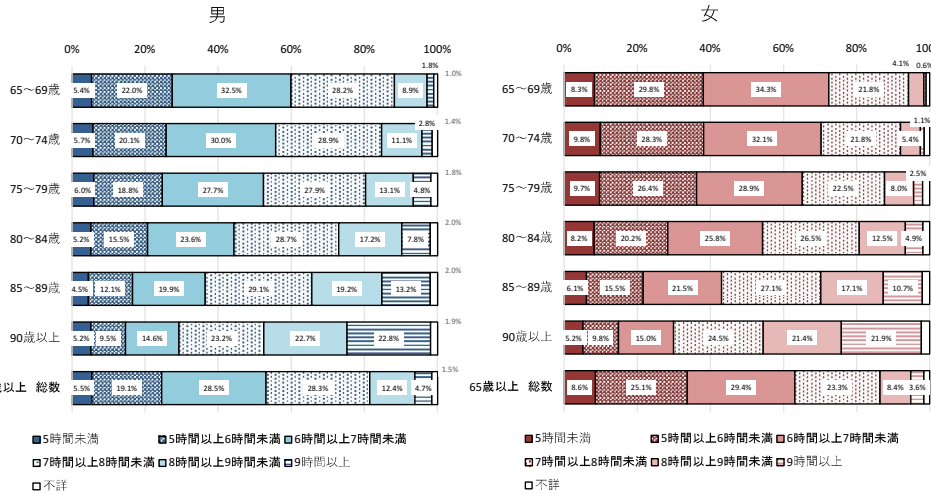 男
0% 20% 40% 60% 80% 100%
1.8%
65～69歳 5.4% 22.0% 32.5% 28.2% 8.9% 1.0%
2.8%
70～74歳 5.7% 20.1% 30.0% 28.9% 11.1% 1.4%
75～79歳 6.0% 18.8% 27.7% 27.9% 13.1% 4.8% 1.8%
80～84歳 5.2% 15.5% 23.6% 28.7% 17.2% 7.8% 2.0%
85～89歳 4.5% 12.1% 19.9% 29.1% 19.2% 13.2% 2.0%
90歳以上 5.2% 9.5% 14.6% 23.2% 22.7% 22.8% 1.9%
以上 総数 5.5% 19.1% 28.5% 28.3% 12.4% 4.7% 1.5%
5時間未満 5時間以上6時間未満 6時間以上7時間未満
7時間以上8時間未満 8時間以上9時間未満 9時間以上
不詳
女
0% 20% 40% 60% 80% 100%
4.1% 0.6%
65～69歳 8.3% 29.8% 34.3% 21.8%
1.1%
70～74歳 9.8% 28.3% 32.1% 21.8% 5.4%
2.5%
75～79歳 9.7% 26.4% 28.9% 22.5% 8.0%
80～84歳 8.2% 20.2% 25.8% 26.5% 12.5% 4.9%
85～89歳 6.1% 15.5% 21.5% 27.1% 17.1% 10.7%
90歳以上 5.2% 9.8% 15.0% 24.5% 21.4% 21.9%
65歳以上 総数 8.6% 25.1% 29.4% 23.3% 8.4% 3.6%
5時間未満 5時間以上6時間未満 6時間以上7時間未満
7時間以上8時間未満 8時間以上9時間未満 9時間以上
不詳